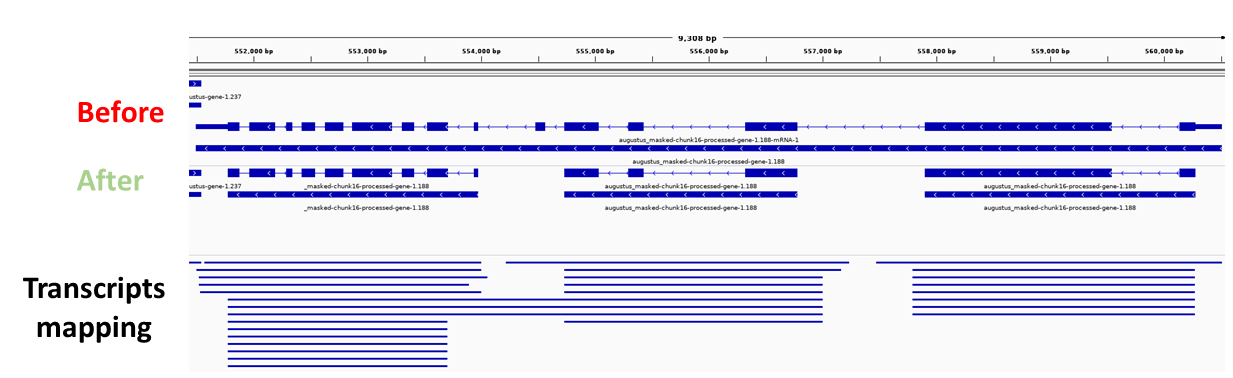 9,308 bp
552,000 bp 553,000 bp 554,000 bp 555,000 bp 556,000 bp 557,000 bp 558,000 bp 559,000 bp 560,000 bp
ustus-gene-1.237
Before
augustus_masked-chunk16-processed-gene-1.188-mRNA-1
augustus_masked-chunk16-processed-gene-1.188
After
ustus-gene-1.237 _masked-chunk16-processed-gene-1.188 augustus_masked-chunk16-processed-gene-1.188 augustus_masked-chunk16-processed-gene-1.188
_masked-chunk16-processed-gene-1.188 augustus_masked-chunk16-processed-gene-1.188 augustus_masked-chunk16-processed-gene-1.188
Transcripts
mapping